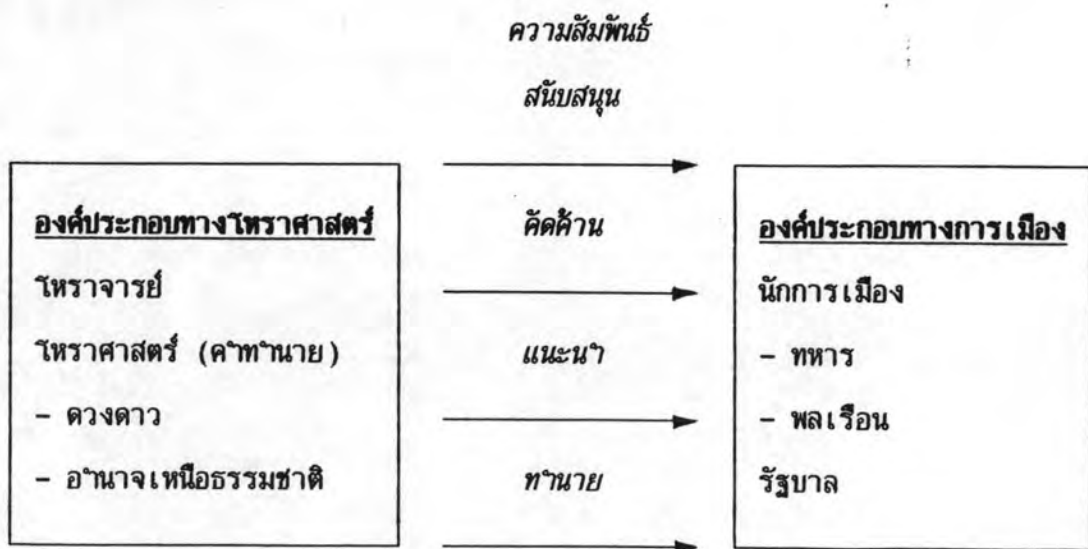 ความสัมพันธ์
สนับสนุน
องค์ประกอบทางโหราศาสตร์
โหราจารย์
โหราศาสตร์ (คำทำนาย)
- ดวงดาว
- อำนาจเหนือธรรมชาติ
คัดค้าน
แนะนำ
ทำนาย
องค์ประกอบทางการเมือง
นักการเมือง
- ทหาร
- พลเรือน
รัฐบาล